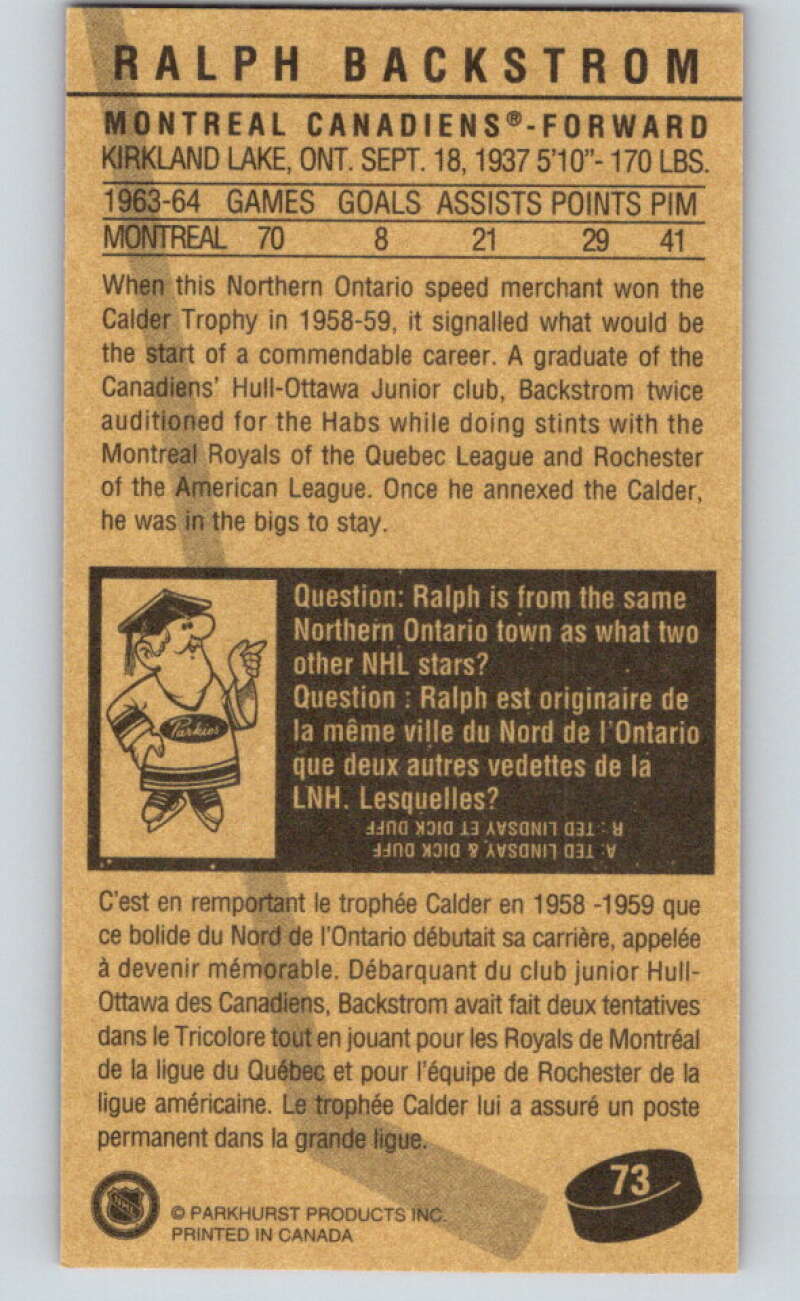 RALPH BACKSTROM
MONTREAL CANADIENS®-FORWARD
KIRKLAND LAKE, ONT. SEPT. 18, 1937 5'10"- 170 LBS.
1963-64 GAMES GOALS ASSISTS POINTS PIM
MONTREAL 70 8 21 29 41
When this Northern Ontario speed merchant won the
Calder Trophy in 1958-59, it signalled what would be
the start of a commendable career. A graduate of the
Canadiens' Hull-Ottawa Junior club, Backstrom twice
auditioned for the Habs while doing stints with the
Montreal Royals of the Quebec League and Rochester
of the American League. Once he annexed the Calder,
he was in the bigs to stay.
Parkies
Question: Ralph is from the same
Northern Ontario town as what two
other NHL stars?
Question : Ralph est originaire de
la même ville du Nord de l'Ontario
que deux autres vedettes de la
LNH. Lesquelles?
R : TED LINDSAY ET DICK DUFF
A: TED LINDSAY & DICK DUFF
C'est en remportant le trophée Calder en 1958 -1959 que
ce bolide du Nord de l'Ontario débutait sa carrière, appelée
à devenir mémorable. Débarquant du club junior Hull-
Ottawa des Canadiens, Backstrom avait fait deux tentatives
dans le Tricolore tout en jouant pour les Royals de Montréal
de la ligue du Québec et pour l'équipe de Rochester de la
ligue américaine. Le trophée Calder lui a assuré un poste
permanent dans la grande ligue.
73
NHL
© PARKHURST PRODUCTS INC.
PRINTED IN CANADA